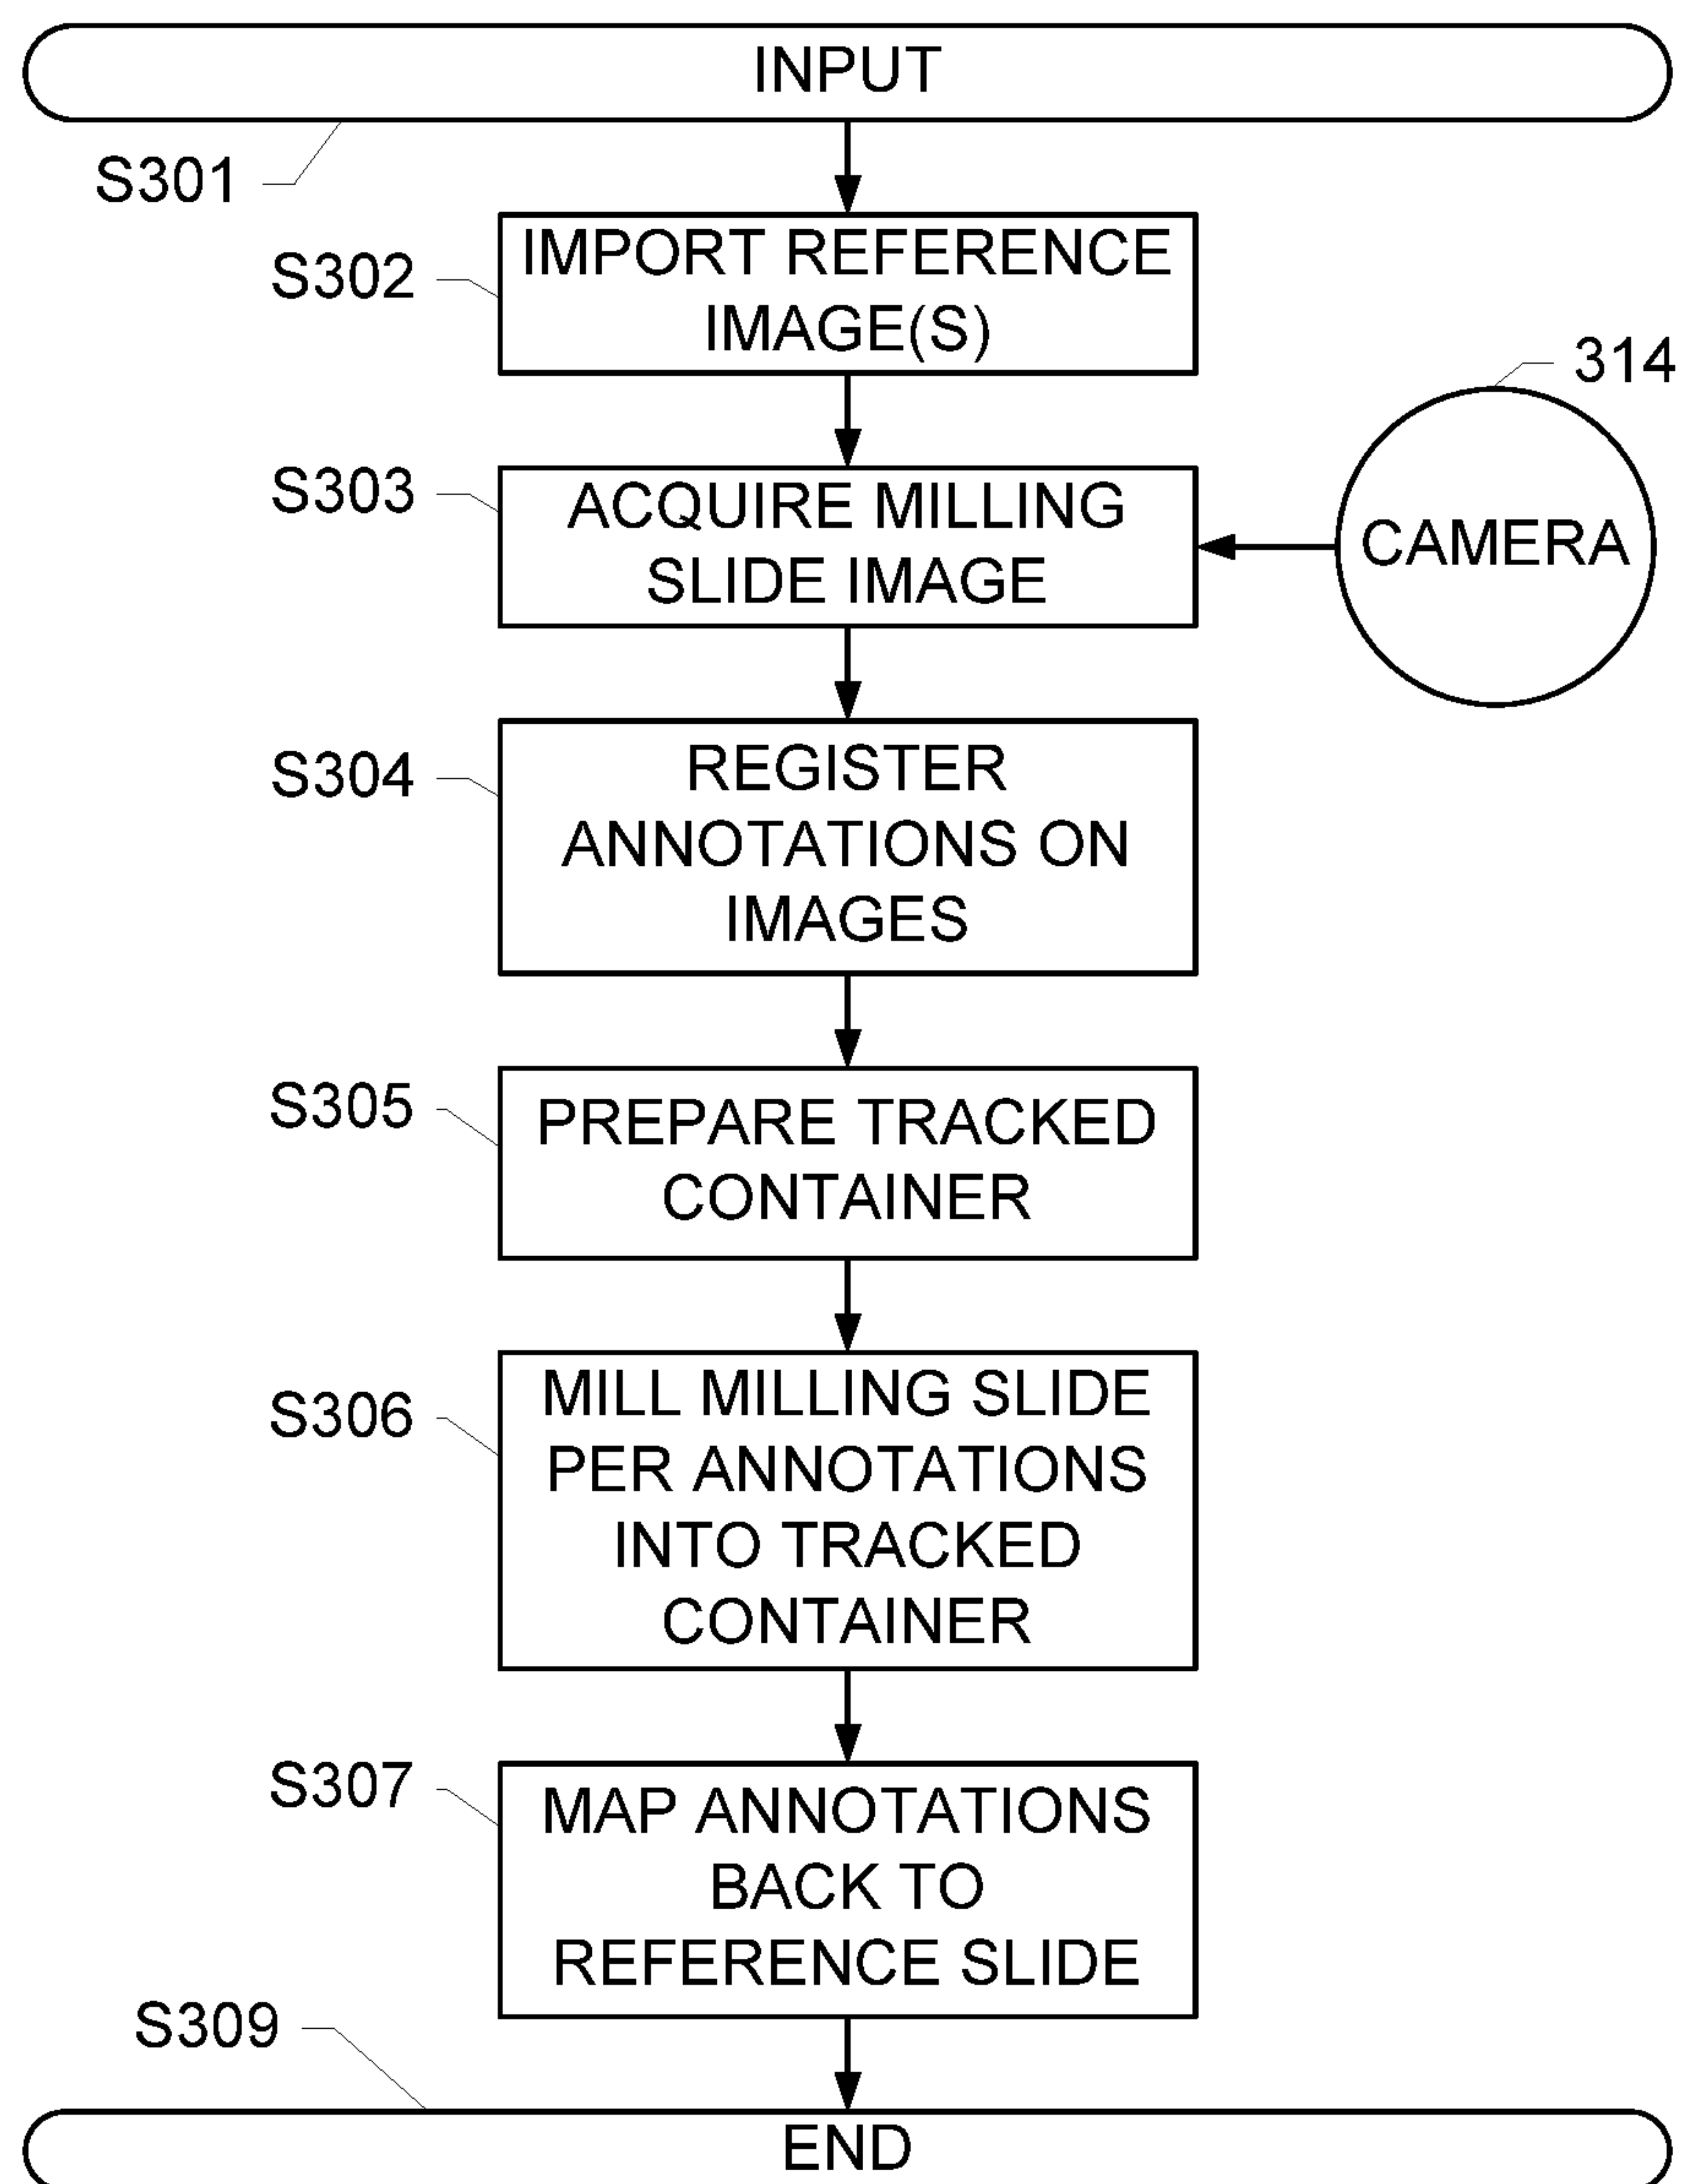 INPUT
S301
S302
IMPORT REFERENCE
IMAGE(S)
314
S303
ACQUIRE MILLING
SLIDE IMAGE
CAMERA
S304
REGISTER
ANNOTATIONS ON
IMAGES
S305
PREPARE TRACKED
CONTAINER
S306
MILL MILLING SLIDE
PER ANNOTATIONS
INTO TRACKED
CONTAINER
S307
MAP ANNOTATIONS
BACK TO
REFERENCE SLIDE
S309
END